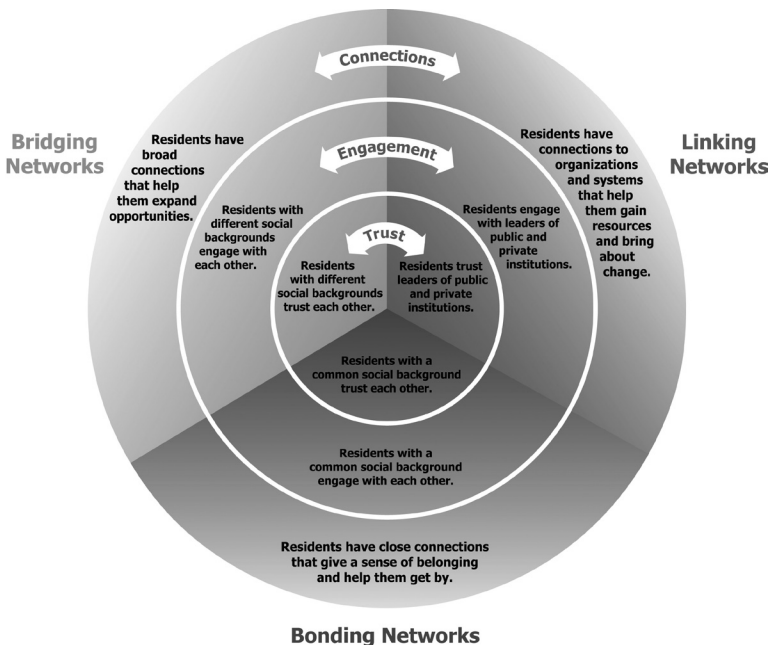 Connections
Bridging
Networks
Residents have
broad
connections
that help
them expand
opportunities.
Engagement
Residents with
different social
backgrounds
engage with
each other.
Trust
Residents
with different
social backgrounds
trust each other.
Residents trust
leaders of public
and private
institutions.
Residents engage
with leaders of
public and
private
institutions.
Residents have
connections to
organizations
and systems
that help
them gain
resources
and bring
about
change.
Linking
Networks
Residents with a
common social background
trust each other.
Residents with a
common social background
engage with each other.
Residents have close connections
that give a sense of belonging
and help them get by.
Bonding Networks